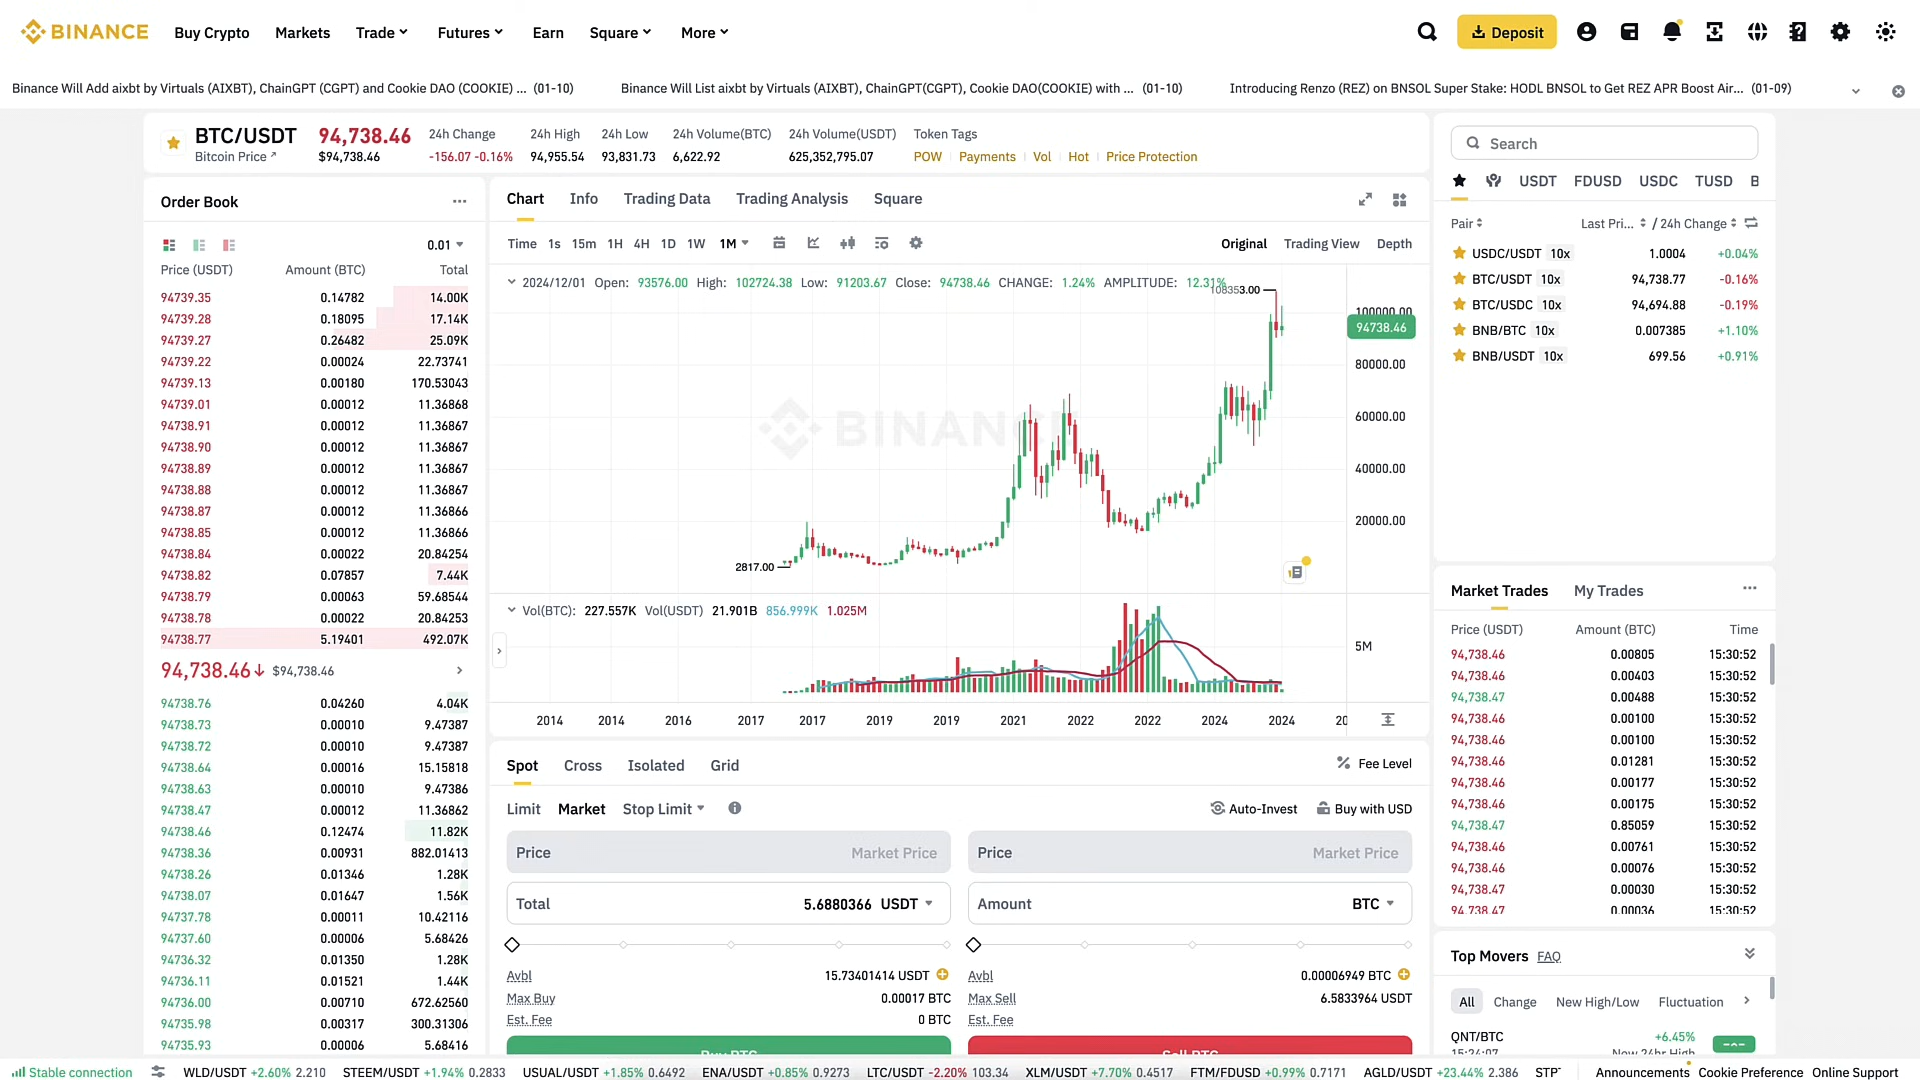 BINANCE
Buy Crypto Markets Trade Futures Earn Square More
Deposit
Binance Will Add aixbt by Virtuals (AIXBT), ChainGPT (CGPT) and Cookie DAO (COOKIE) ... (01-10)
Binance Will List aixbt by Virtuals (AIXBT), ChainGPT(CGPT), Cookie DAO(COOKIE) with ... (01-10)
Introducing Renzo (REZ) on BNSOL Super Stake: HODL BNSOL to Get REZ APR Boost Air... (01-09)
BTC/USDT
Bitcoin Price
94,738.46
$94,738.46
24h Change
-156.07 -0.16%
24h High
94,955.54
24h Low
93,831.73
24h Volume(BTC)
6,622.92
24h Volume(USDT)
625,352,795.07
Token Tags
POW Payments Vol Hot Price Protection
Order Book
0.01
Price (USDT) Amount (BTC) Total
94739.35 0.14782 14.00K
94739.28 0.18095 17.14K
94739.27 0.26482 25.09K
94739.22 0.00024 22.73741
94739.13 0.00180 170.53043
94739.01 0.00012 11.36868
94738.91 0.00012 11.36867
94738.90 0.00012 11.36867
94738.89 0.00012 11.36867
94738.88 0.00012 11.36867
94738.87 0.00012 11.36866
94738.85 0.00012 11.36866
94738.84 0.00022 20.84254
94738.82 0.07857 7.44K
94738.79 0.00063 59.68544
94738.78 0.00022 20.84253
94738.77 5.19401 492.07K
94,738.46 $94,738.46
94738.76 0.04260 4.04K
94738.73 0.00010 9.47387
94738.72 0.00010 9.47387
94738.64 0.00016 15.15818
94738.63 0.00010 9.47386
94738.47 0.00012 11.36862
94738.46 0.12474 11.82K
94738.36 0.00931 882.01413
94738.26 0.01346 1.28K
94738.07 0.01647 1.56K
94737.78 0.00011 10.42116
94737.60 0.00006 5.68426
94736.32 0.01350 1.28K
94736.11 0.01521 1.44K
94736.00 0.00710 672.62560
94735.98 0.00317 300.31306
94735.93 0.00006 5.68416
Chart Info Trading Data Trading Analysis Square
Time 1s 15m 1H 4H 1D 1W 1M
Original Trading View Depth
2024/12/01 Open: 93576.00 High: 102724.38 Low: 91203.67 Close: 94738.46 CHANGE: 1.24% AMPLITUDE: 12.31%
108353.00
100000.00
94738.46
80000.00
60000.00
BINANCE
40000.00
20000.00
2817.00
Vol(BTC): 227.557K Vol(USDT) 21.901B 856.999K 1.025M
5M
2014 2014 2016 2017 2017 2019 2019 2021 2022 2022 2024 2024 20
Spot Cross Isolated Grid
Fee Level
Limit Market Stop Limit
Auto-Invest Buy with USD
Price Market Price
Total 5.6880366 USDT
Avbl 15.73401414 USDT
Max Buy 0.00017 BTC
Est. Fee 0 BTC
Buy BTC
Price Market Price
Amount BTC
Avbl 0.00006949 BTC
Max Sell 6.5833964 USDT
Est. Fee
Sell BTC
Search
USDT FDUSD USDC TUSD B
Pair Last Pri... / 24h Change
USDC/USDT 10x 1.0004 +0.04%
BTC/USDT 10x 94,738.77 -0.16%
BTC/USDC 10x 94,694.88 -0.19%
BNB/BTC 10x 0.007385 +1.10%
BNB/USDT 10x 699.56 +0.91%
Market Trades My Trades
Price (USDT) Amount (BTC) Time
94,738.46 0.00805 15:30:52
94,738.46 0.00403 15:30:52
94,738.47 0.00488 15:30:52
94,738.46 0.00100 15:30:52
94,738.46 0.00100 15:30:52
94,738.46 0.01281 15:30:52
94,738.46 0.00177 15:30:52
94,738.46 0.00175 15:30:52
94,738.47 0.85059 15:30:52
94,738.46 0.00761 15:30:52
94,738.46 0.00076 15:30:52
94,738.47 0.00030 15:30:52
94,738.47 0.00036 15:30:52
Top Movers FAQ
All Change New High/Low Fluctuation
QNT/BTC +6.45%
15:24:07 New 24hr High
Stable connection
WLD/USDT +2.60% 2.210 STEEM/USDT +1.94% 0.2833 USUAL/USDT +1.85% 0.6492 ENA/USDT +0.85% 0.9273 LTC/USDT -2.20% 103.34 XLM/USDT +7.70% 0.4517 FTM/FDUSD +0.99% 0.7171 AGLD/USDT +23.44% 2.386 STP
Announcements Cookie Preference Online Support